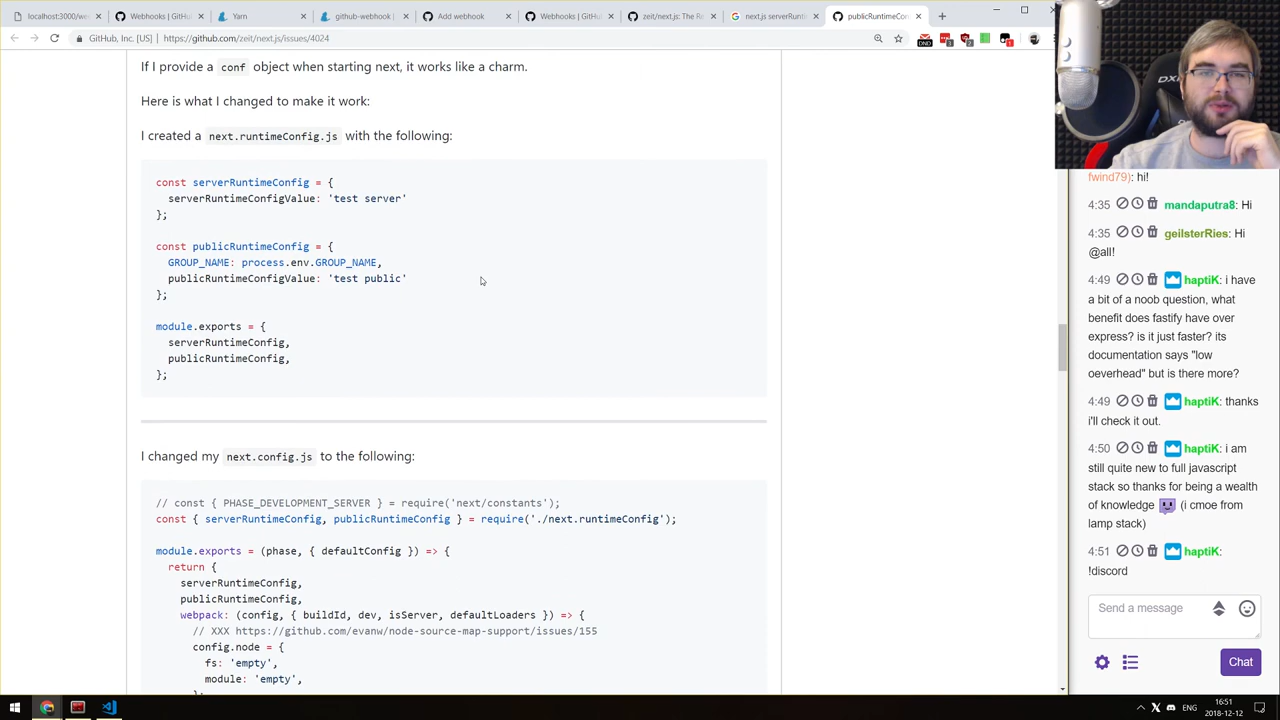 localhost:3000/we
Webhooks | GitH
Yarn
github-webhook
Add webhook
Webhooks | GitH
zeit/next.js: The R
next.js serverRunti
publicRuntimeCon
GitHub, Inc. [US] | https://github.com/zeit/next.js/issues/4024
If I provide a conf object when starting next, it works like a charm.
Here is what I changed to make it work:
I created a next.runtimeConfig.js with the following:
const serverRuntimeConfig = {
serverRuntimeConfigValue: 'test server'
};
const publicRuntimeConfig = {
GROUP_NAME: process.env.GROUP_NAME,
publicRuntimeConfigValue: 'test public'
};
module.exports = {
serverRuntimeConfig,
publicRuntimeConfig,
};
I changed my next.config.js to the following:
// const { PHASE_DEVELOPMENT_SERVER } = require('next/constants');
const { serverRuntimeConfig, publicRuntimeConfig } = require('./next.runtimeConfig');
module.exports = (phase, { defaultConfig }) => {
return {
serverRuntimeConfig,
publicRuntimeConfig,
webpack: (config, { buildId, dev, isServer, defaultLoaders }) => {
// XXX https://github.com/evanw/node-source-map-support/issues/155
config.node = {
fs: 'empty',
module: 'empty',
};
fwind79): hi!
4:35 mandaputra8: Hi
4:35 geilsterRies: Hi
@all!
4:49 haptiK: i have
a bit of a noob question, what
benefit does fastify have over
express? is it just faster? its
documentation says "low
oeverhead" but is there more?
4:49 haptiK: thanks
i'll check it out.
4:50 haptiK: i am
still quite new to full javascript
stack so thanks for being a wealth
of knowledge (i cmoe from
lamp stack)
4:51 haptiK:
!discord
Send a message
Chat
ENG
16:51
2018-12-12